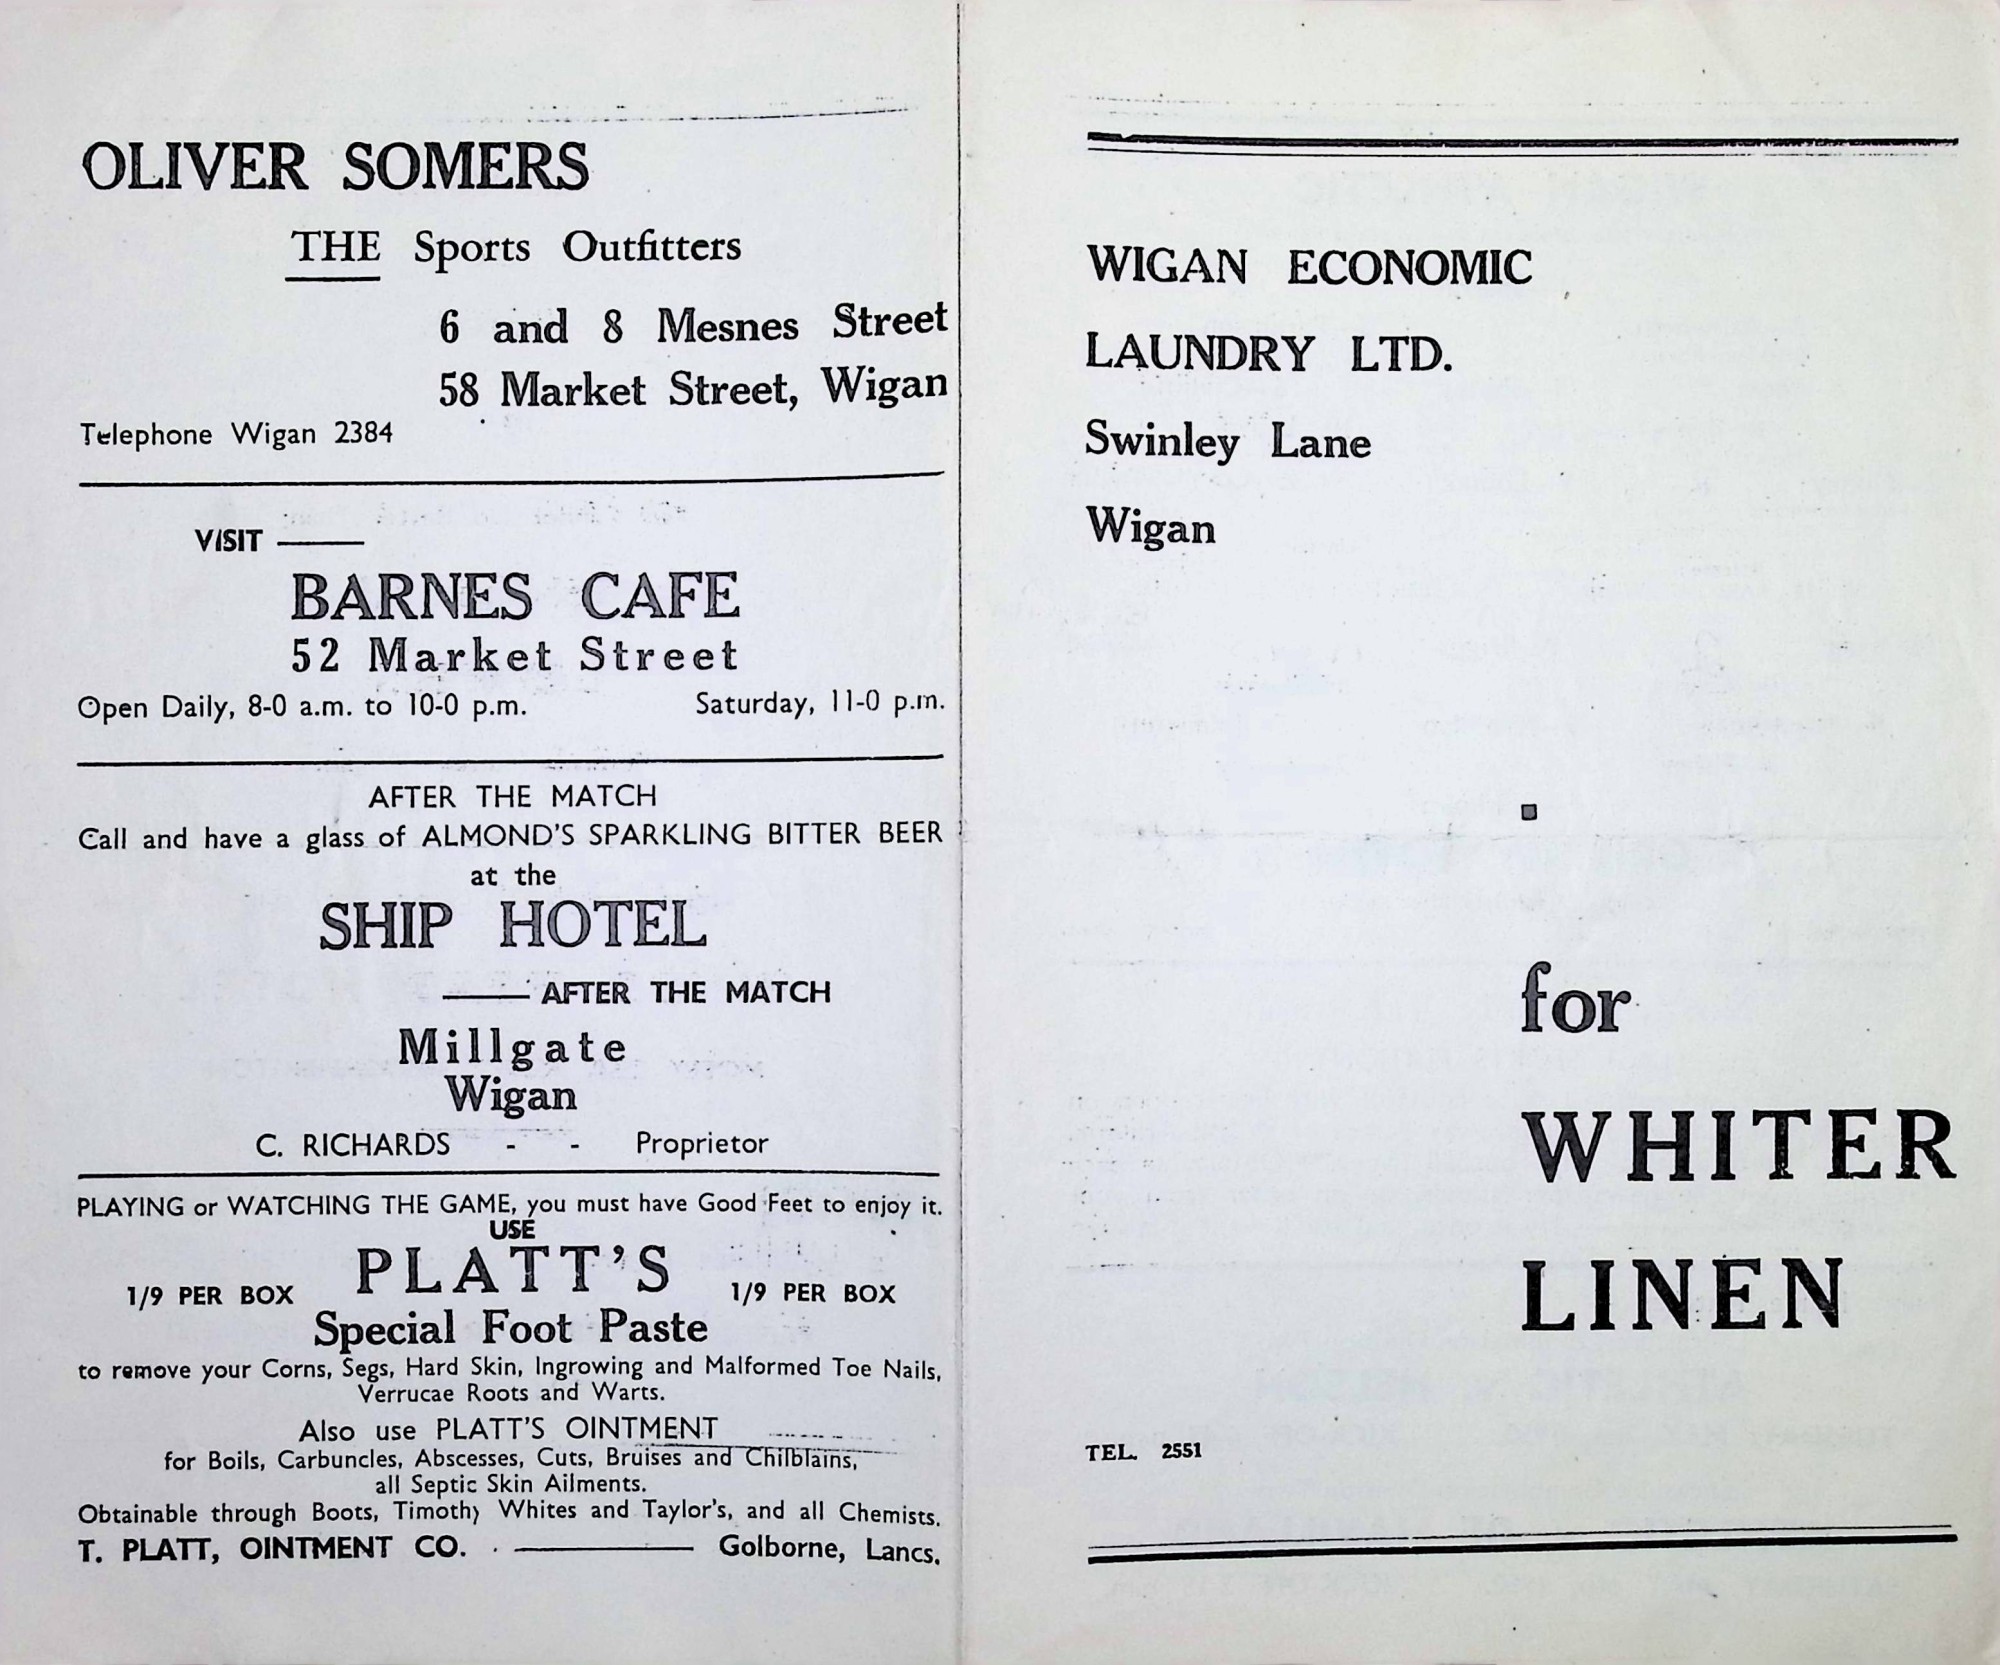 OLIVER SOMERS
THE Sports Outfitters
6 and 8 Mesnes Street
58 Market Street, Wigan
Telephone Wigan 2384
VISIT ——
BARNES CAFE
52 Market Street
Open Daily, 8-0 a.m. to 10-0 p.m. Saturday, 11-0 p.m.
AFTER THE MATCH
Call and have a glass of ALMOND'S SPARKLING BITTER BEER
at the
SHIP HOTEL
—— AFTER THE MATCH
Millgate
Wigan
C. RICHARDS - - Proprietor
PLAYING or WATCHING THE GAME, you must have Good Feet to enjoy it.
USE
PLATT'S
1/9 PER BOX 1/9 PER BOX
Special Foot Paste
to remove your Corns, Segs, Hard Skin, Ingrowing and Malformed Toe Nails,
Verrucae Roots and Warts.
Also use PLATT'S OINTMENT
for Boils, Carbuncles, Abscesses, Cuts, Bruises and Chilblains,
all Septic Skin Ailments.
Obtainable through Boots, Timothy Whites and Taylor's, and all Chemists.
T. PLATT, OINTMENT CO. —— Golborne, Lancs.
WIGAN ECONOMIC
LAUNDRY LTD.
Swinley Lane
Wigan
for
WHITER
LINEN
TEL. 2551